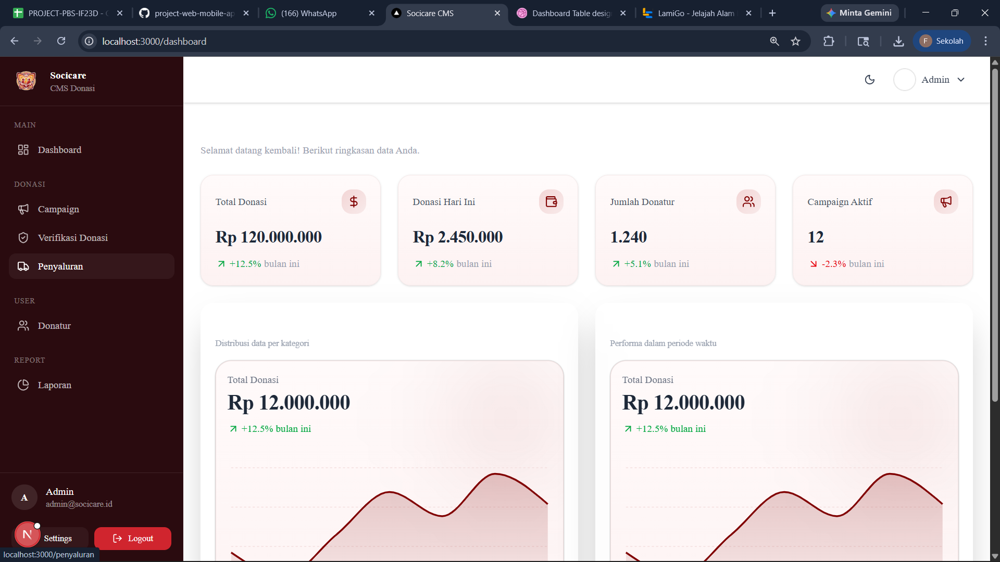 PROJECT-PBS-IF23D -
project-web-mobile-ap
(166) WhatsApp
Socicare CMS
Dashboard Table desig
LamiGo - Jelajah Alam
Minta Gemini
localhost:3000/dashboard
F
Sekolah
Socicare
CMS Donasi
Admin
MAIN
Dashboard
DONASI
Campaign
Verifikasi Donasi
Penyaluran
USER
Donatur
REPORT
Laporan
A
Admin
admin@socicare.id
N
Settings
Logout
localhost:3000/penyaluran
Selamat datang kembali! Berikut ringkasan data Anda.
Total Donasi
Rp 120.000.000
+12.5% bulan ini
Donasi Hari Ini
Rp 2.450.000
+8.2% bulan ini
Jumlah Donatur
1.240
+5.1% bulan ini
Campaign Aktif
12
-2.3% bulan ini
Distribusi data per kategori
Total Donasi
Rp 12.000.000
+12.5% bulan ini
Performa dalam periode waktu
Total Donasi
Rp 12.000.000
+12.5% bulan ini